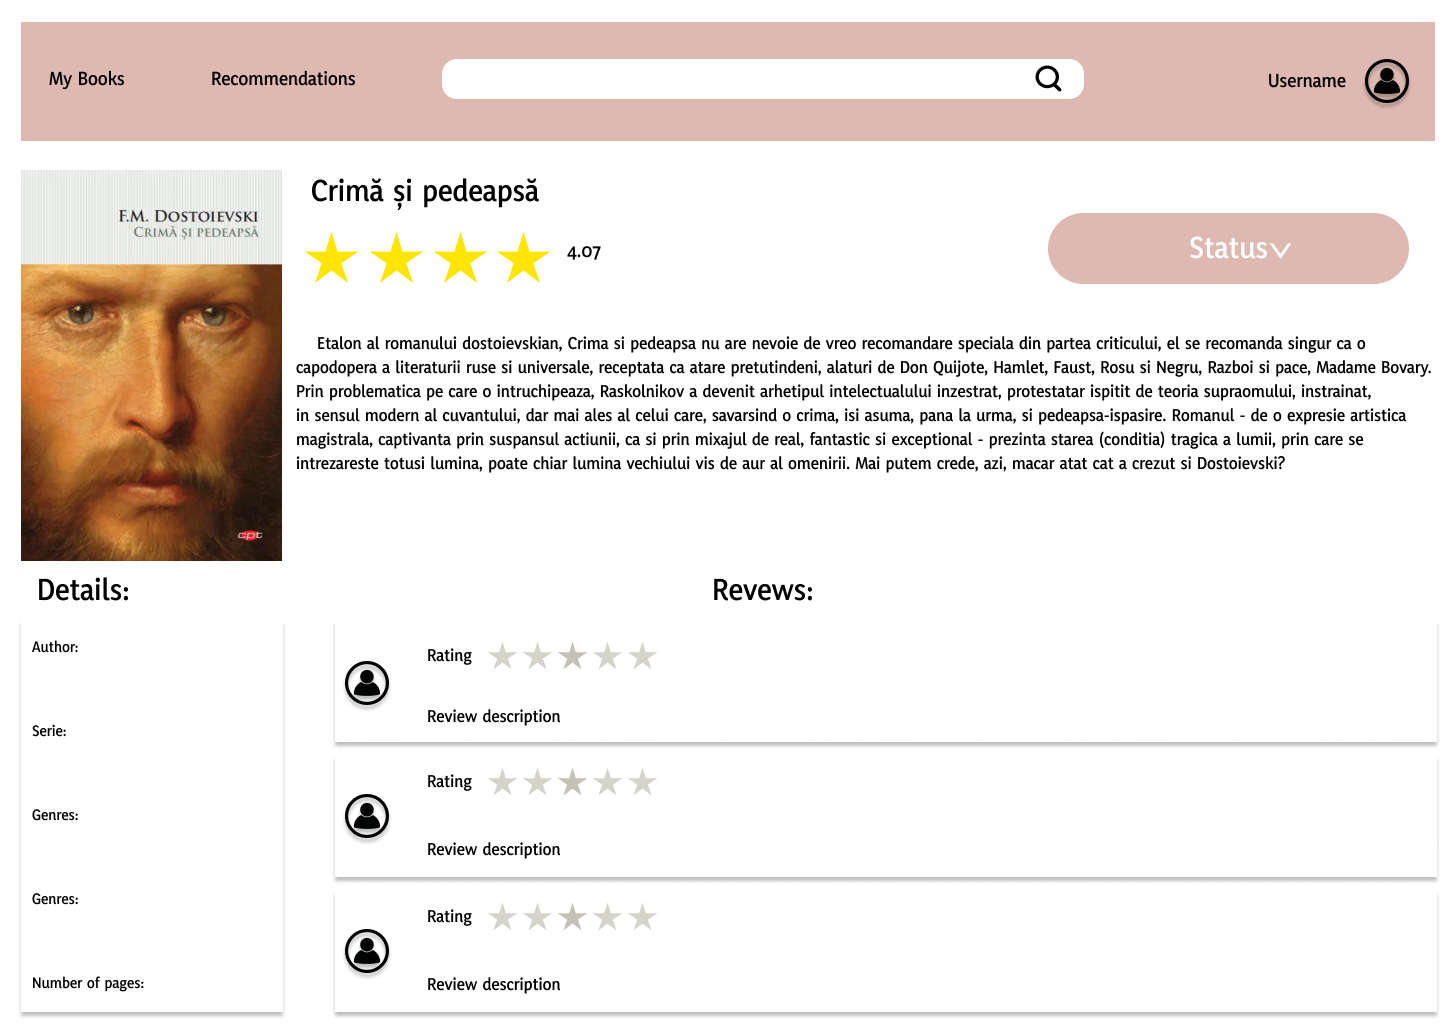 My Books
Recommendations
Username
F.M. DOSTOIEVSKI
CRIMĂ ȘI PEDEAPSĂ
cpt
Crimă și pedeapsă
4.07
Status
Etalon al romanului dostoievskian, Crima si pedeapsa nu are nevoie de vreo recomandare speciala din partea criticului, el se recomanda singur ca o
capodopera a literaturii ruse si universale, receptata ca atare pretutindeni, alaturi de Don Quijote, Hamlet, Faust, Rosu si Negru, Razboi si pace, Madame Bovary.
Prin problematica pe care o intruchipeaza, Raskolnikov a devenit arhetipul intelectualului inzestrat, protestatar ispitit de teoria supraomului, instrainat,
in sensul modern al cuvantului, dar mai ales al celui care, savarsind o crima, isi asuma, pana la urma, si pedeapsa-ispasire. Romanul - de o expresie artistica
magistrala, captivanta prin suspansul actiunii, ca si prin mixajul de real, fantastic si exceptional - prezinta starea (conditia) tragica a lumii, prin care se
intrezareste totusi lumina, poate chiar lumina vechiului vis de aur al omenirii. Mai putem crede, azi, macar atat cat a crezut si Dostoievski?
Details:
Author:
Serie:
Genres:
Genres:
Number of pages:
Revews:
Rating
Review description
Rating
Review description
Rating
Review description